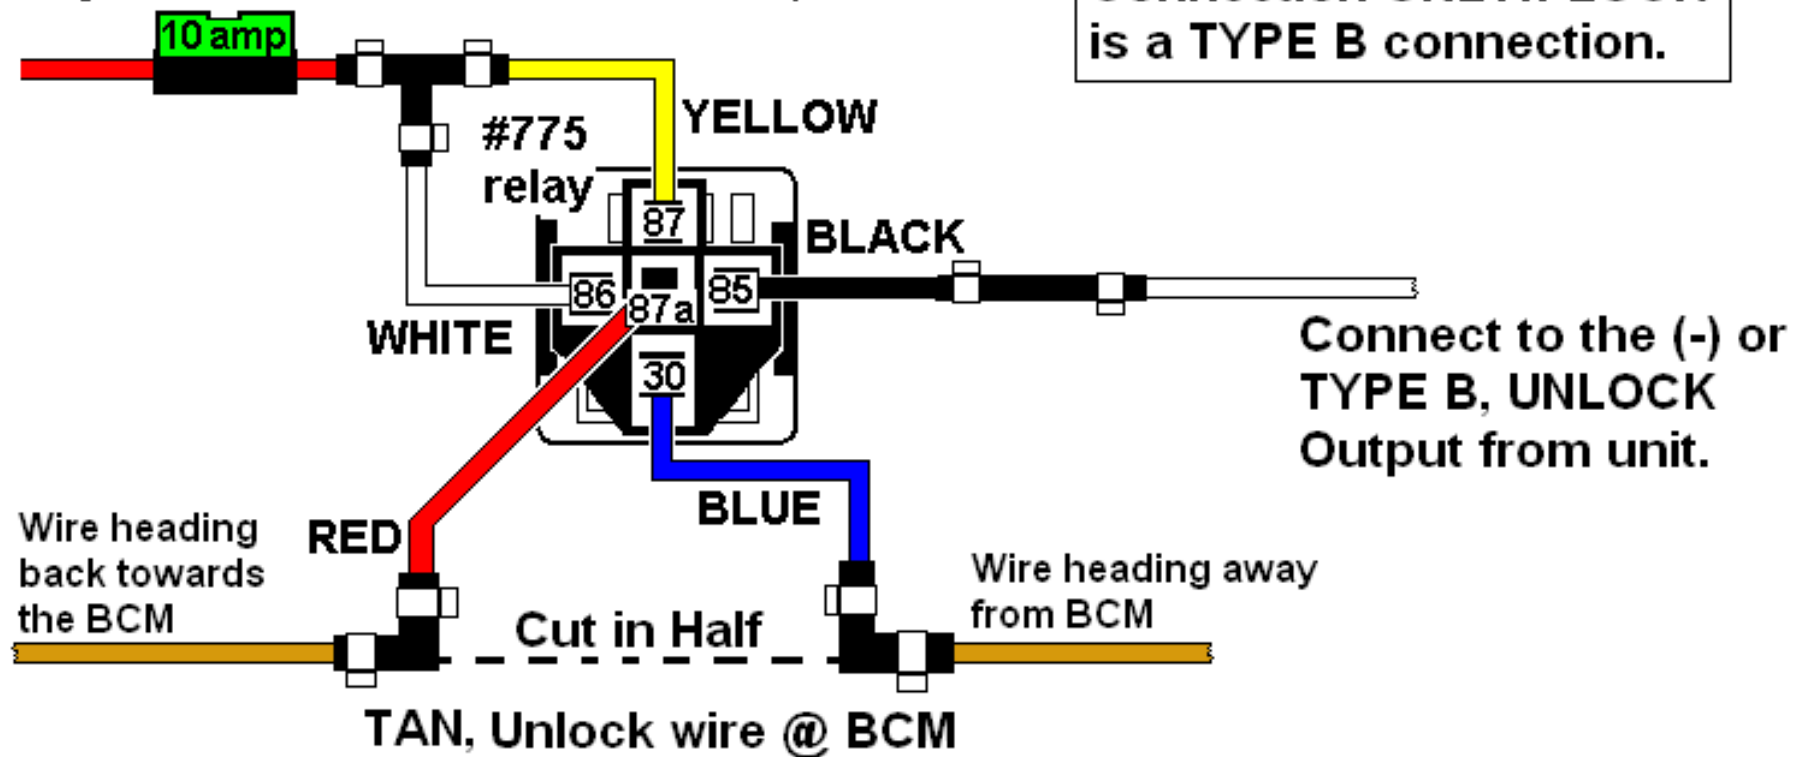 10 amp
is a TYPE B connection.
YELLOW
#775
relay
87
BLACK
86
85
87a
WHITE
30
Connect to the (-) or
TYPE B, UNLOCK
Output from unit.
BLUE
RED
Wire heading
back towards
the BCM
Wire heading away
from BCM
Cut in Half
TAN, Unlock wire @ BCM